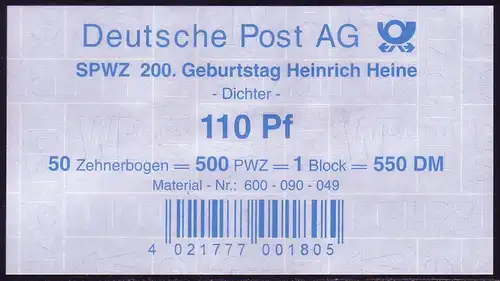 Deutsche Post AG
SPWZ 200. Geburtstag Heinrich Heine
- Dichter -
110 Pf
50 Zehnerbogen = 500 PWZ = 1 Block = 550 DM
Material - Nr.: 600 - 090 - 049
4 021777 001805